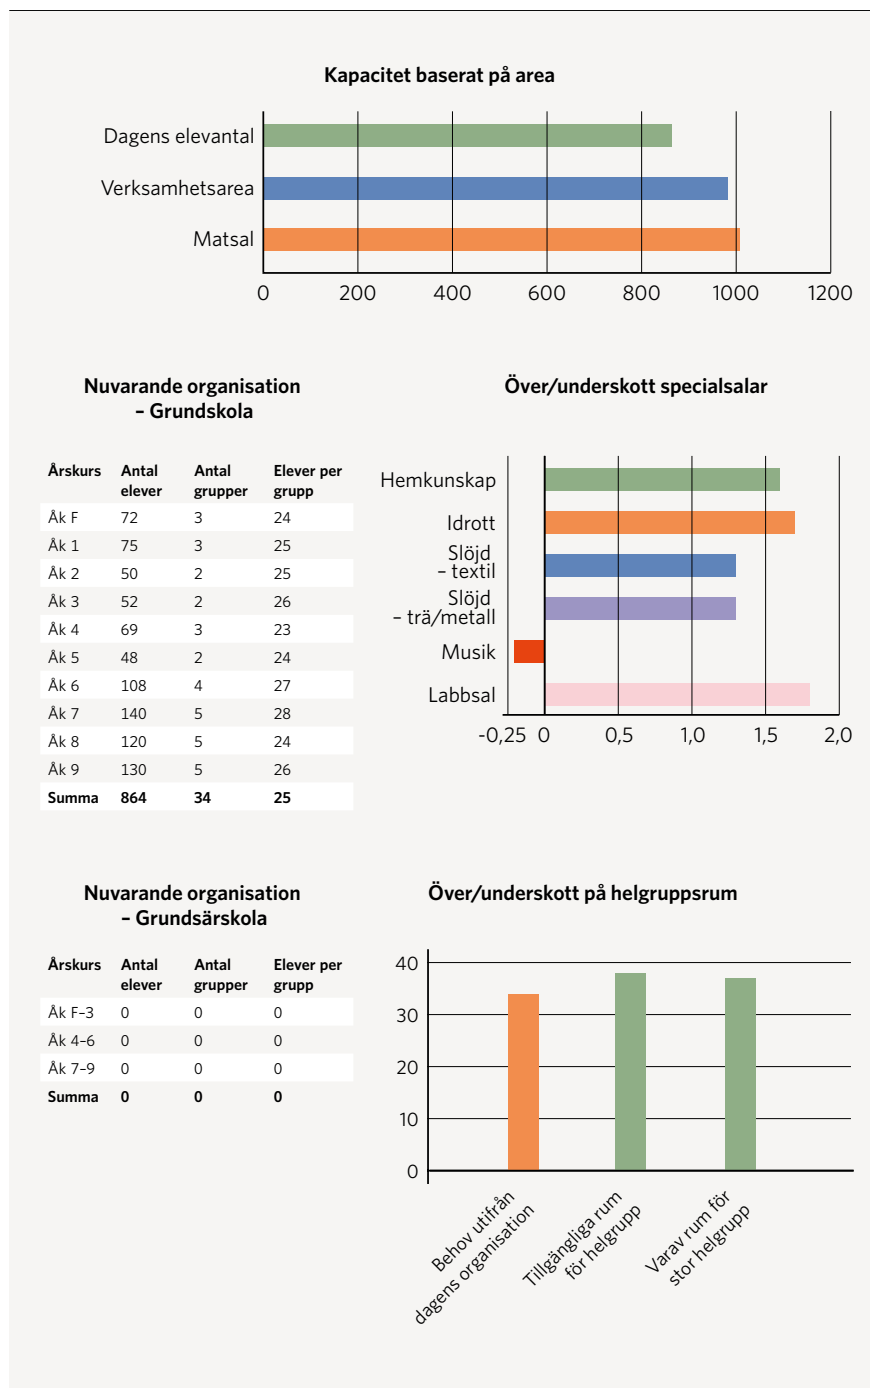 Kapacitet baserat på area
Dagens elevantal
Verksamhetsarea
Matsal
0 200 400 600 800 1000 1200
Nuvarande organisation
– Grundskola
Årskurs Antal elever Antal grupper Elever per grupp
Åk F 72 3 24
Åk 1 75 3 25
Åk 2 50 2 25
Åk 3 52 2 26
Åk 4 69 3 23
Åk 5 48 2 24
Åk 6 108 4 27
Åk 7 140 5 28
Åk 8 120 5 24
Åk 9 130 5 26
Summa 864 34 25
Över/underskott specialsalar
Hemkunskap
Idrott
Slöjd
– textil
Slöjd
– trä/metall
Musik
Labbsal
-0,25 0 0,5 1,0 1,5 2,0
Nuvarande organisation
– Grundsärskola
Årskurs Antal elever Antal grupper Elever per grupp
Åk F–3 0 0 0
Åk 4–6 0 0 0
Åk 7–9 0 0 0
Summa 0 0 0
Över/underskott på helgruppsrum
40
30
20
10
0
Behov utifrån
dagens organisation
Tillgängliga rum
för helgrupp
Varav rum för
stor helgrupp